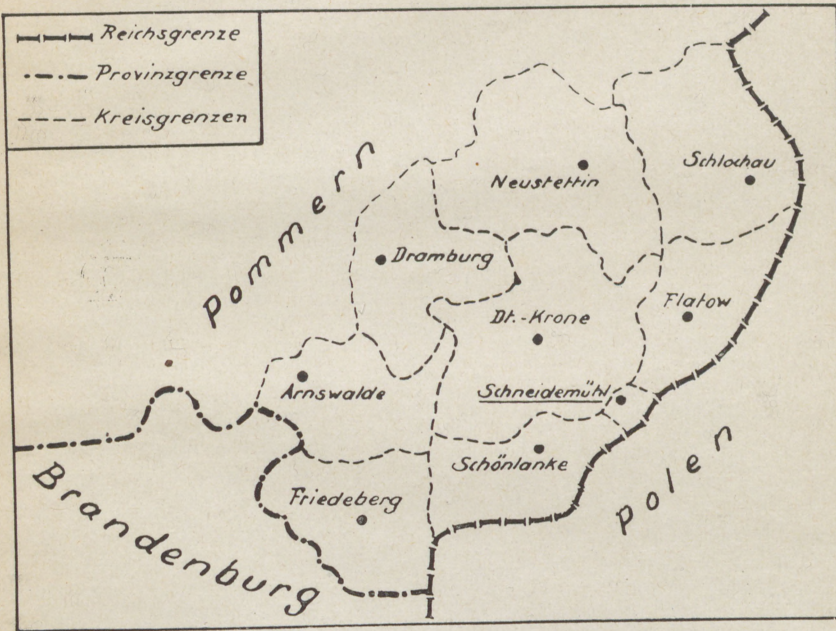 Reichsgrenze
Provinzgrenze
Kreisgrenzen
Pommern
Neustettin
Schlochau
Dramburg
Dt.-Krone
Flatow
Arnswalde
Schneidemühl
Schönlanke
Polen
Friedeberg
Brandenburg